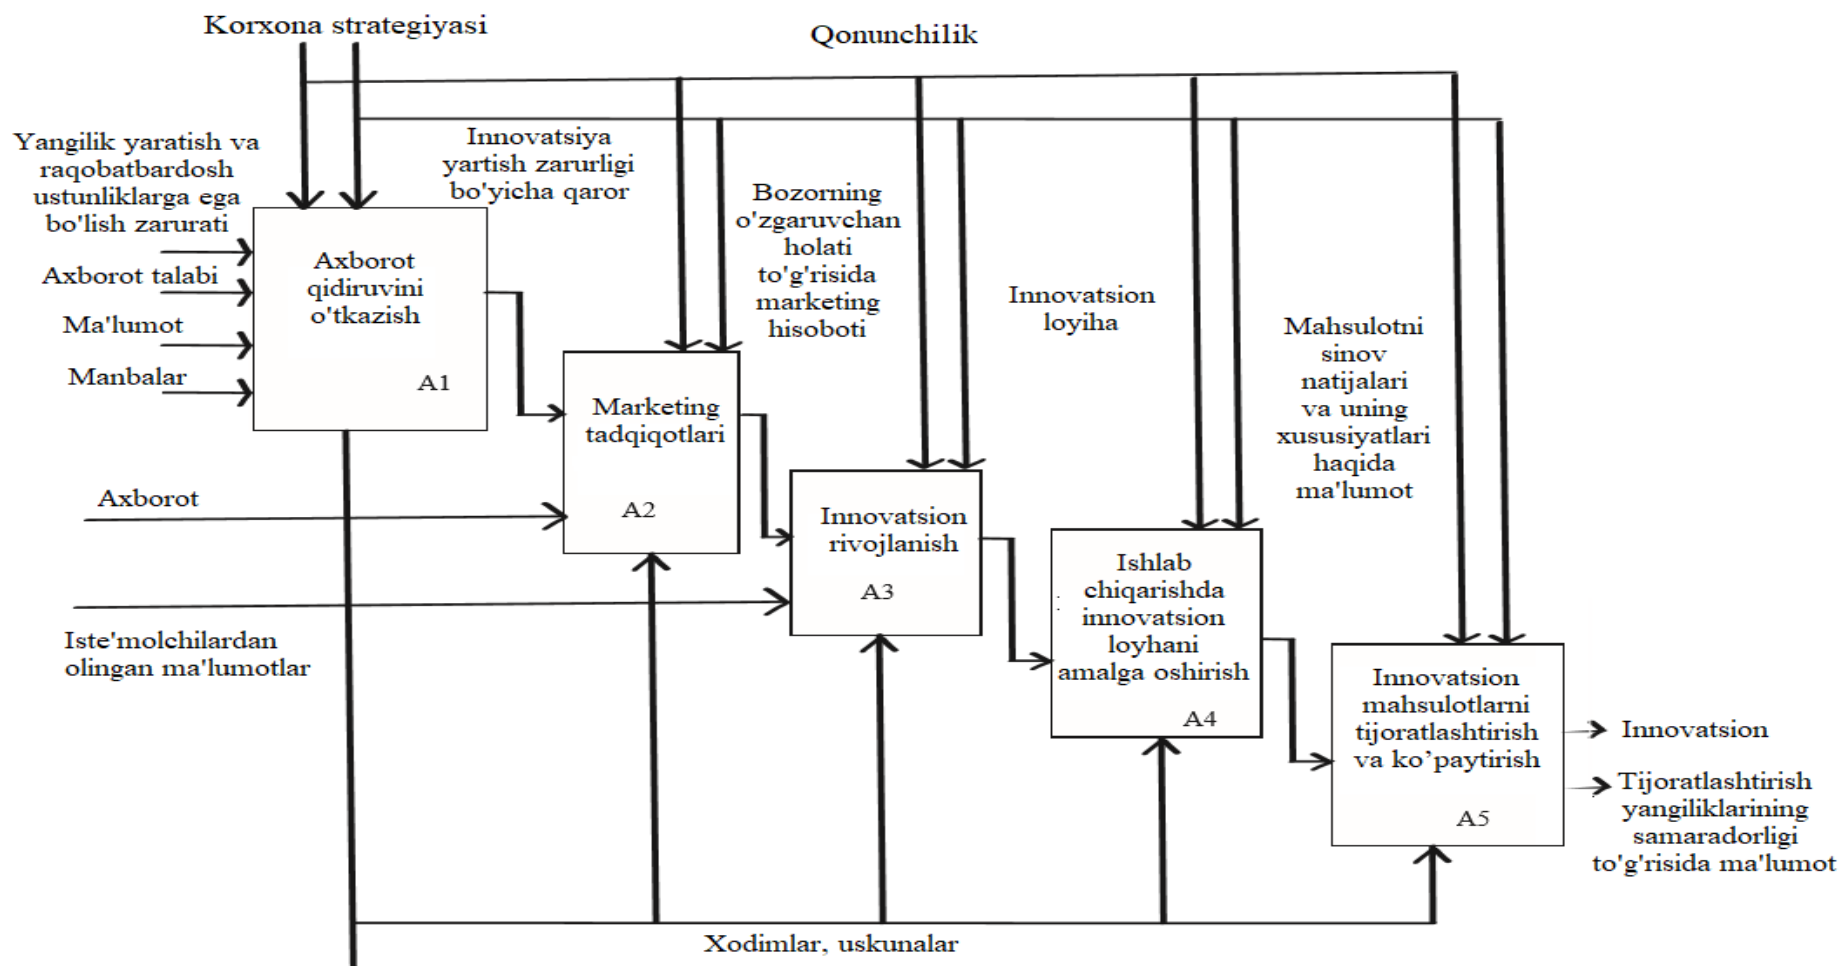 Korxona strategiyasi
Qonunchilik
Yangilik yaratish va
raqobatbardosh
ustunliklarga ega
bo'lish zarurati
Axborot talabi
Ma'lumot
Manbalar
Axborot
qidiruvini
o'tkazish
A1
Innovatsiya
yartish zarurligi
bo'yicha qaror
Marketing
tadqiqotlari
A2
Axborot
Bozorning
o'zgaruvchan
holati
to'g'risida
marketing
hisoboti
Innovatsion
rivojlanish
A3
Iste'molchilardan
olingan ma'lumotlar
Innovatsion
loyiha
Ishlab
chiqarishda
innovatsion
loyhani
amalga oshirish
A4
Mahsulotni
sinov
natijalari
va uning
xususiyatlari
haqida
ma'lumot
Innovatsion
mahsulotlarni
tijoratlashtirish
va ko’paytirish
A5
Innovatsion
Tijoratlashtirish
yangiliklarining
samaradorligi
to'g'risida ma'lumot
Xodimlar, uskunalar